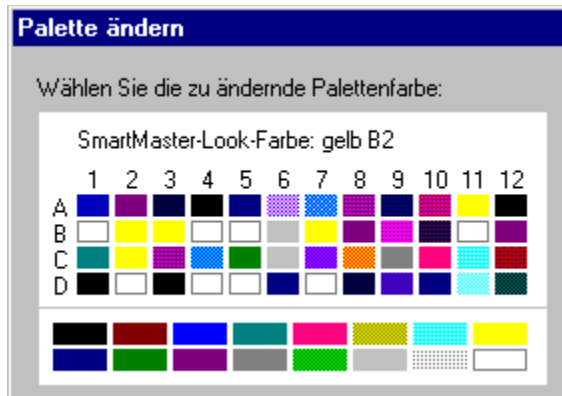 Palette ändern
Wählen Sie die zu ändernde Palettenfarbe:
SmartMaster-Look-Farbe: gelb B2
1 2 3 4 5 6 7 8 9 10 11 12
A
B
C
D